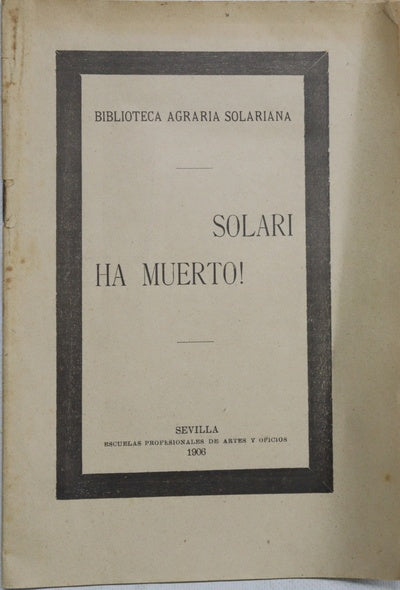 BIBLIOTECA AGRARIA SOLARIANA
SOLARI
HA MUERTO!
SEVILLA
ESCUELAS PROFESIONALES DE ARTES Y OFICIOS
1906